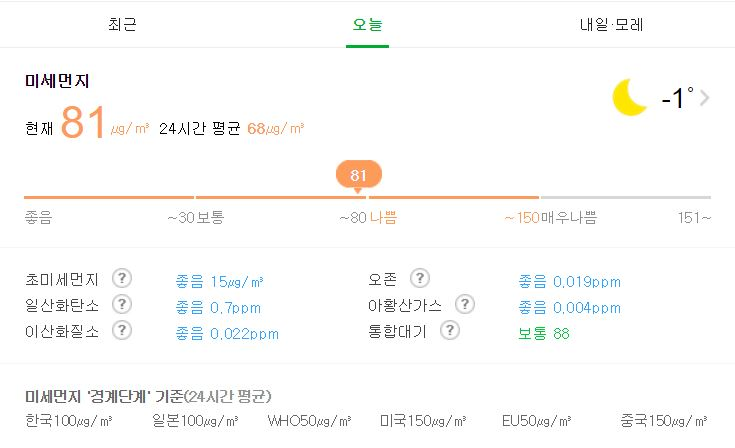 최근 오늘 내일·모레
미세먼지
-1°
현재 81㎍/㎥ 24시간 평균 68㎍/㎥
81
좋음 ~30 보통 ~80 나쁨 ~150 매우나쁨 151~
초미세먼지 ? 좋음 15㎍/㎥ 오존 ? 좋음 0,019ppm
일산화탄소 ? 좋음 0,7ppm 아황산가스 ? 좋음 0,004ppm
이산화질소 ? 좋음 0,022ppm 통합대기 ? 보통 88
미세먼지 '경계단계' 기준(24시간 평균)
한국100㎍/㎥ 일본100㎍/㎥ WHO50㎍/㎥ 미국150㎍/㎥ EU50㎍/㎥ 중국150㎍/㎥